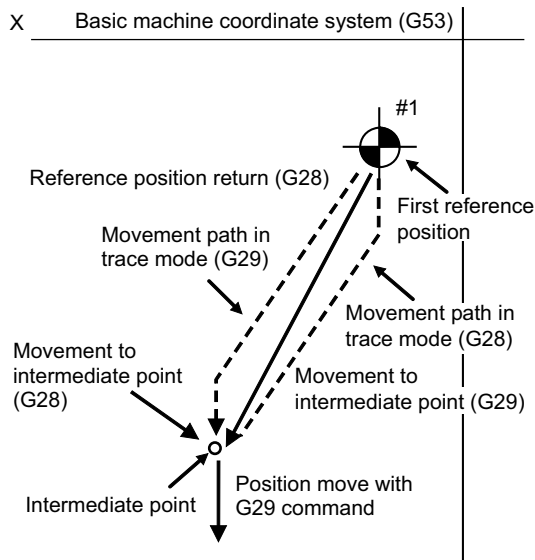 X
Basic machine coordinate system (G53)
#1
Reference position return (G28)
First reference
position
Movement path in
trace mode (G29)
Movement path in
trace mode (G28)
Movement to
intermediate point
(G28)
Movement to
intermediate point (G29)
Intermediate point
Position move with
G29 command